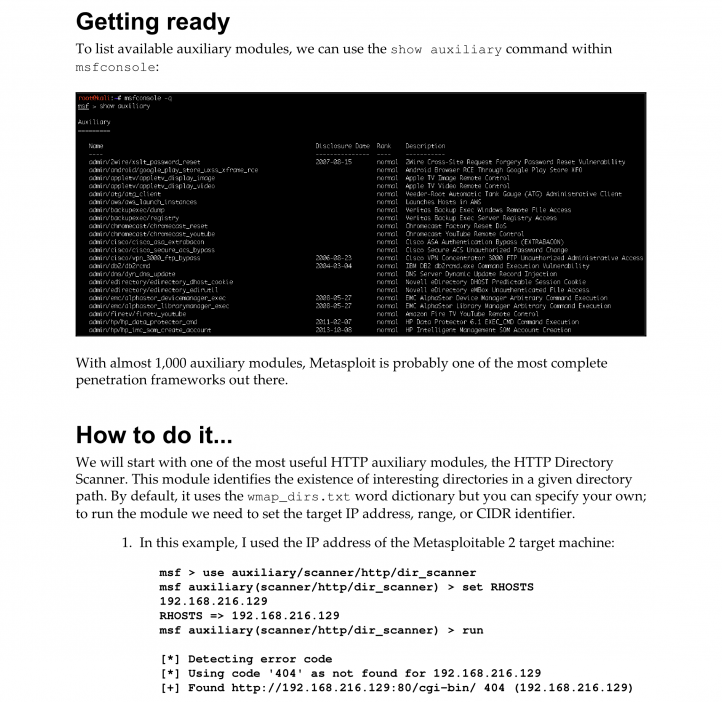 Getting ready
To list available auxiliary modules, we can use the show auxiliary command within
msfconsole:
root@kali:~# msfconsole -q
msf > show auxiliary
Auxiliary
=========
Name Disclosure Date Rank Description
---- --------------- ---- -----------
admin/2wire/xslt_password_reset 2007-08-15 normal 2Wire Cross-Site Request Forgery Password Reset Vulnerability
admin/android/google_play_store_uxss_xframe_rce normal Android Browser RCE Through Google Play Store XFO
admin/appletv/appletv_display_image normal Apple TV Image Remote Control
admin/appletv/appletv_display_video normal Apple TV Video Remote Control
admin/atg/atg_client normal Veeder-Root Automatic Tank Gauge (ATG) Administrative Client
admin/aws/aws_launch_instances normal Launches Hosts in AWS
admin/backupexec/dump normal Veritas Backup Exec Windows Remote File Access
admin/backupexec/registry normal Veritas Backup Exec Server Registry Access
admin/chromecast/chromecast_reset normal Chromecast Factory Reset DoS
admin/chromecast/chromecast_youtube normal Chromecast YouTube Remote Control
admin/cisco/cisco_asa_extrabacon normal Cisco ASA Authentication Bypass (EXTRABACON)
admin/cisco/cisco_secure_acs_bypass normal Cisco Secure ACS Unauthorized Password Change
admin/cisco/vpn_3000_ftp_bypass 2006-08-23 normal Cisco VPN Concentrator 3000 FTP Unauthorized Administrative Access
admin/db2/db2rcmd 2004-03-04 normal IBM DB2 db2rcmd.exe Command Execution Vulnerability
admin/dns/dyn_dns_update normal DNS Server Dynamic Update Record Injection
admin/edirectory/edirectory_dhost_cookie normal Novell eDirectory DHOST Predictable Session Cookie
admin/edirectory/edirectory_edirutil normal Novell eDirectory eMBox Unauthenticated File Access
admin/emc/alphastor_devicemanager_exec 2008-05-27 normal EMC AlphaStor Device Manager Arbitrary Command Execution
admin/emc/alphastor_librarymanager_exec 2008-05-27 normal EMC AlphaStor Library Manager Arbitrary Command Execution
admin/firetv/firetv_youtube normal Amazon Fire TV YouTube Remote Control
admin/hp/hp_data_protector_cmd 2011-02-07 normal HP Data Protector 6.1 EXEC_CMD Command Execution
admin/hp/hp_imc_som_create_account 2013-10-08 normal HP Intelligent Management SOM Account Creation
With almost 1,000 auxiliary modules, Metasploit is probably one of the most complete
penetration frameworks out there.
How to do it...
We will start with one of the most useful HTTP auxiliary modules, the HTTP Directory
Scanner. This module identifies the existence of interesting directories in a given directory
path. By default, it uses the wmap_dirs.txt word dictionary but you can specify your own;
to run the module we need to set the target IP address, range, or CIDR identifier.
1. In this example, I used the IP address of the Metasploitable 2 target machine:
msf > use auxiliary/scanner/http/dir_scanner
msf auxiliary(scanner/http/dir_scanner) > set RHOSTS
192.168.216.129
RHOSTS => 192.168.216.129
msf auxiliary(scanner/http/dir_scanner) > run
[*] Detecting error code
[*] Using code '404' as not found for 192.168.216.129
[+] Found http://192.168.216.129:80/cgi-bin/ 404 (192.168.216.129)